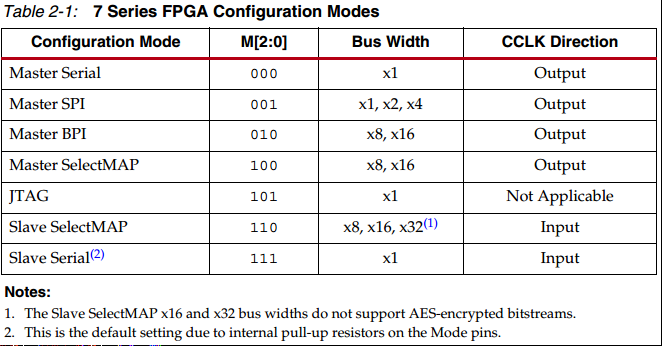 Table 2-1: 7 Series FPGA Configuration Modes
Configuration Mode M[2:0] Bus Width CCLK Direction
Master Serial 000 x1 Output
Master SPI 001 x1, x2, x4 Output
Master BPI 010 x8, x16 Output
Master SelectMAP 100 x8, x16 Output
JTAG 101 x1 Not Applicable
Slave SelectMAP 110 x8, x16, x32(1) Input
Slave Serial(2) 111 x1 Input
Notes:
1. The Slave SelectMAP x16 and x32 bus widths do not support AES-encrypted bitstreams.
2. This is the default setting due to internal pull-up resistors on the Mode pins.